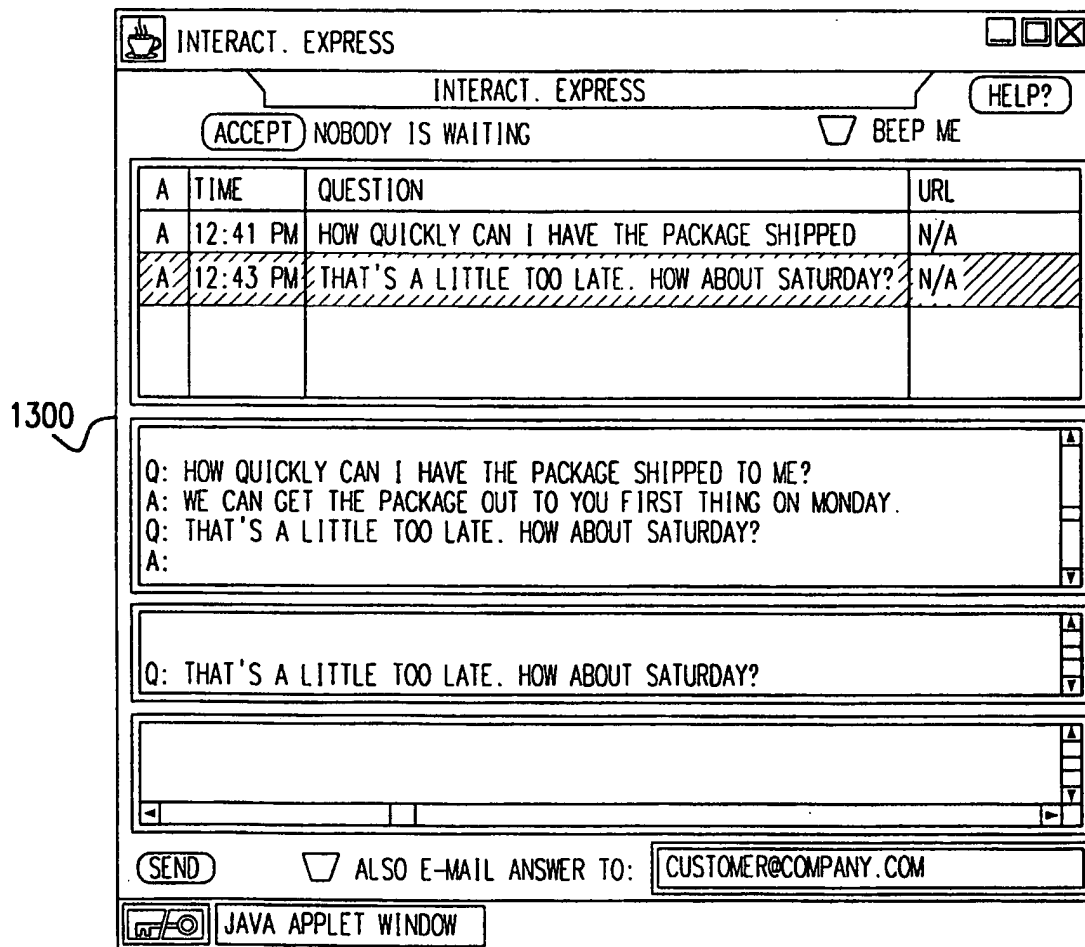 INTERACT. EXPRESS
INTERACT. EXPRESS
HELP?
ACCEPT NOBODY IS WAITING BEEP ME
A TIME QUESTION URL
A 12:41 PM HOW QUICKLY CAN I HAVE THE PACKAGE SHIPPED N/A
A 12:43 PM THAT'S A LITTLE TOO LATE. HOW ABOUT SATURDAY? N/A
1300
Q: HOW QUICKLY CAN I HAVE THE PACKAGE SHIPPED TO ME?
A: WE CAN GET THE PACKAGE OUT TO YOU FIRST THING ON MONDAY.
Q: THAT'S A LITTLE TOO LATE. HOW ABOUT SATURDAY?
A:
Q: THAT'S A LITTLE TOO LATE. HOW ABOUT SATURDAY?
SEND ALSO E-MAIL ANSWER TO: CUSTOMER@COMPANY.COM
JAVA APPLET WINDOW